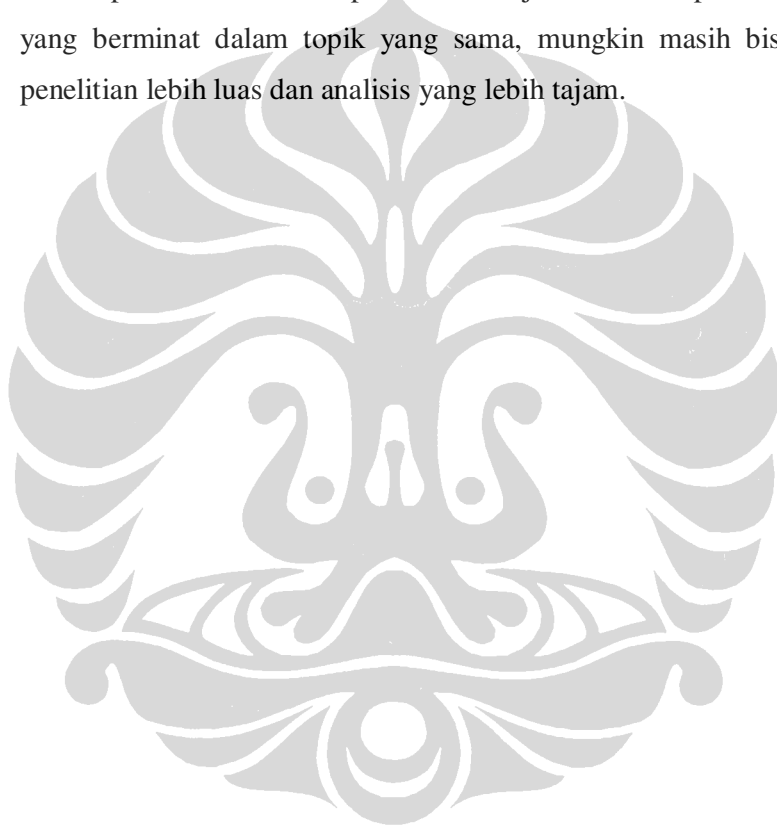 yang berminat dalam topik yang sama, mungkin masih bis
penelitian lebih luas dan analisis yang lebih tajam.